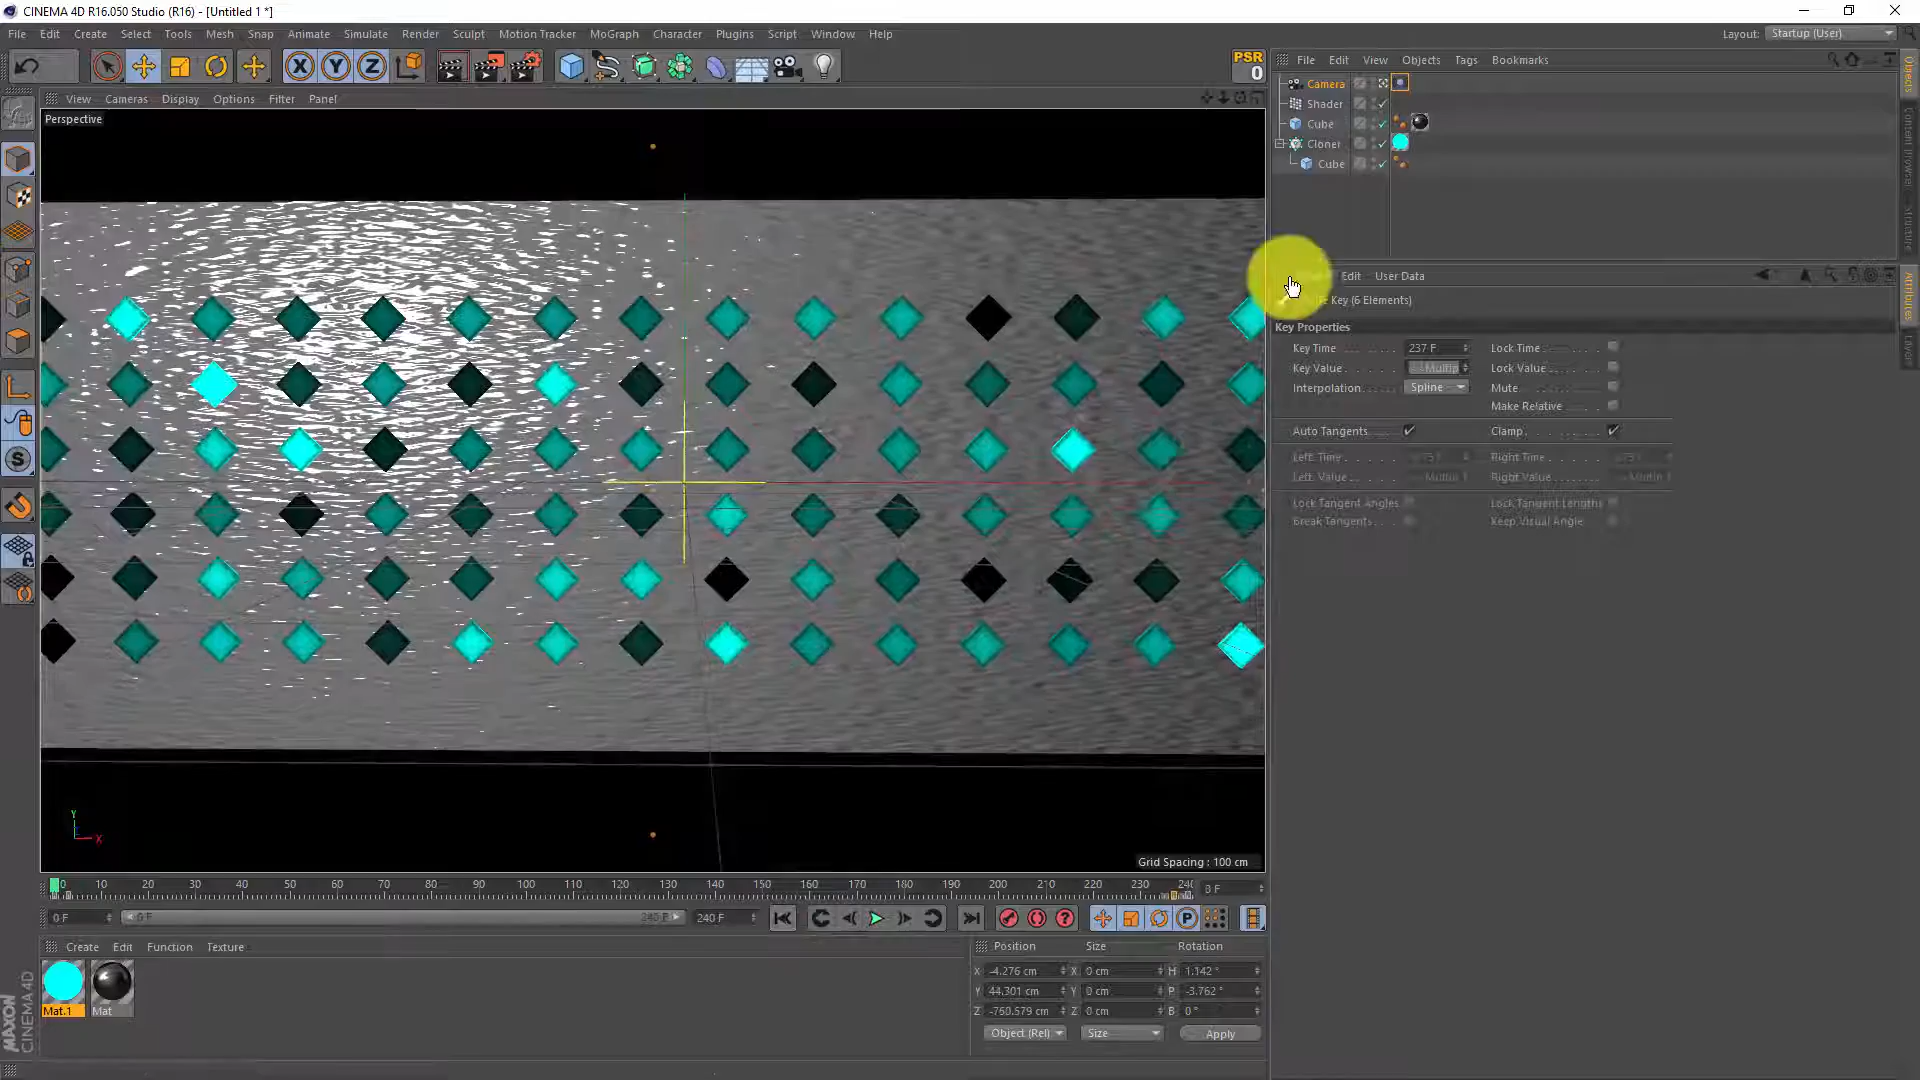 CINEMA 4D R16.050 Studio (R16) - [Untitled 1 *]
File Edit Create Select Tools Mesh Snap Animate Simulate Render Sculpt Motion Tracker MoGraph Character Plugins Script Window Help
Layout: Startup (User)
PSR
0
File Edit View Objects Tags Bookmarks
Camera
Shader
Cube
Cloner
Cube
Objects
Content Browser
Structure
View Cameras Display Options Filter Panel
Perspective
Edit User Data
Key (6 Elements)
Key Properties
Key Time 237 F Lock Time
Key Value Lock Value
Interpolation Spline Mute
Make Relative
Auto Tangents Clamp
Left Time Right Time
Left Value Right Value
Lock Tangent Angles Lock Tangent Lengths
Break Tangents Keep Visual Angle
Attributes
Layers
Y
X
Grid Spacing : 100 cm
0 10 20 30 40 50 60 70 80 90 100 110 120 130 140 150 160 170 180 190 200 210 220 230 240
0 F 240 F
Create Edit Function Texture
Mat.1 Mat
MAXON
CINEMA 4D
Position Size Rotation
X -4.276 cm X 0 cm H 1.142 °
Y 44.301 cm Y 0 cm P -3.762 °
Z -760.579 cm Z 0 cm B 0 °
Object (Rel) Size Apply